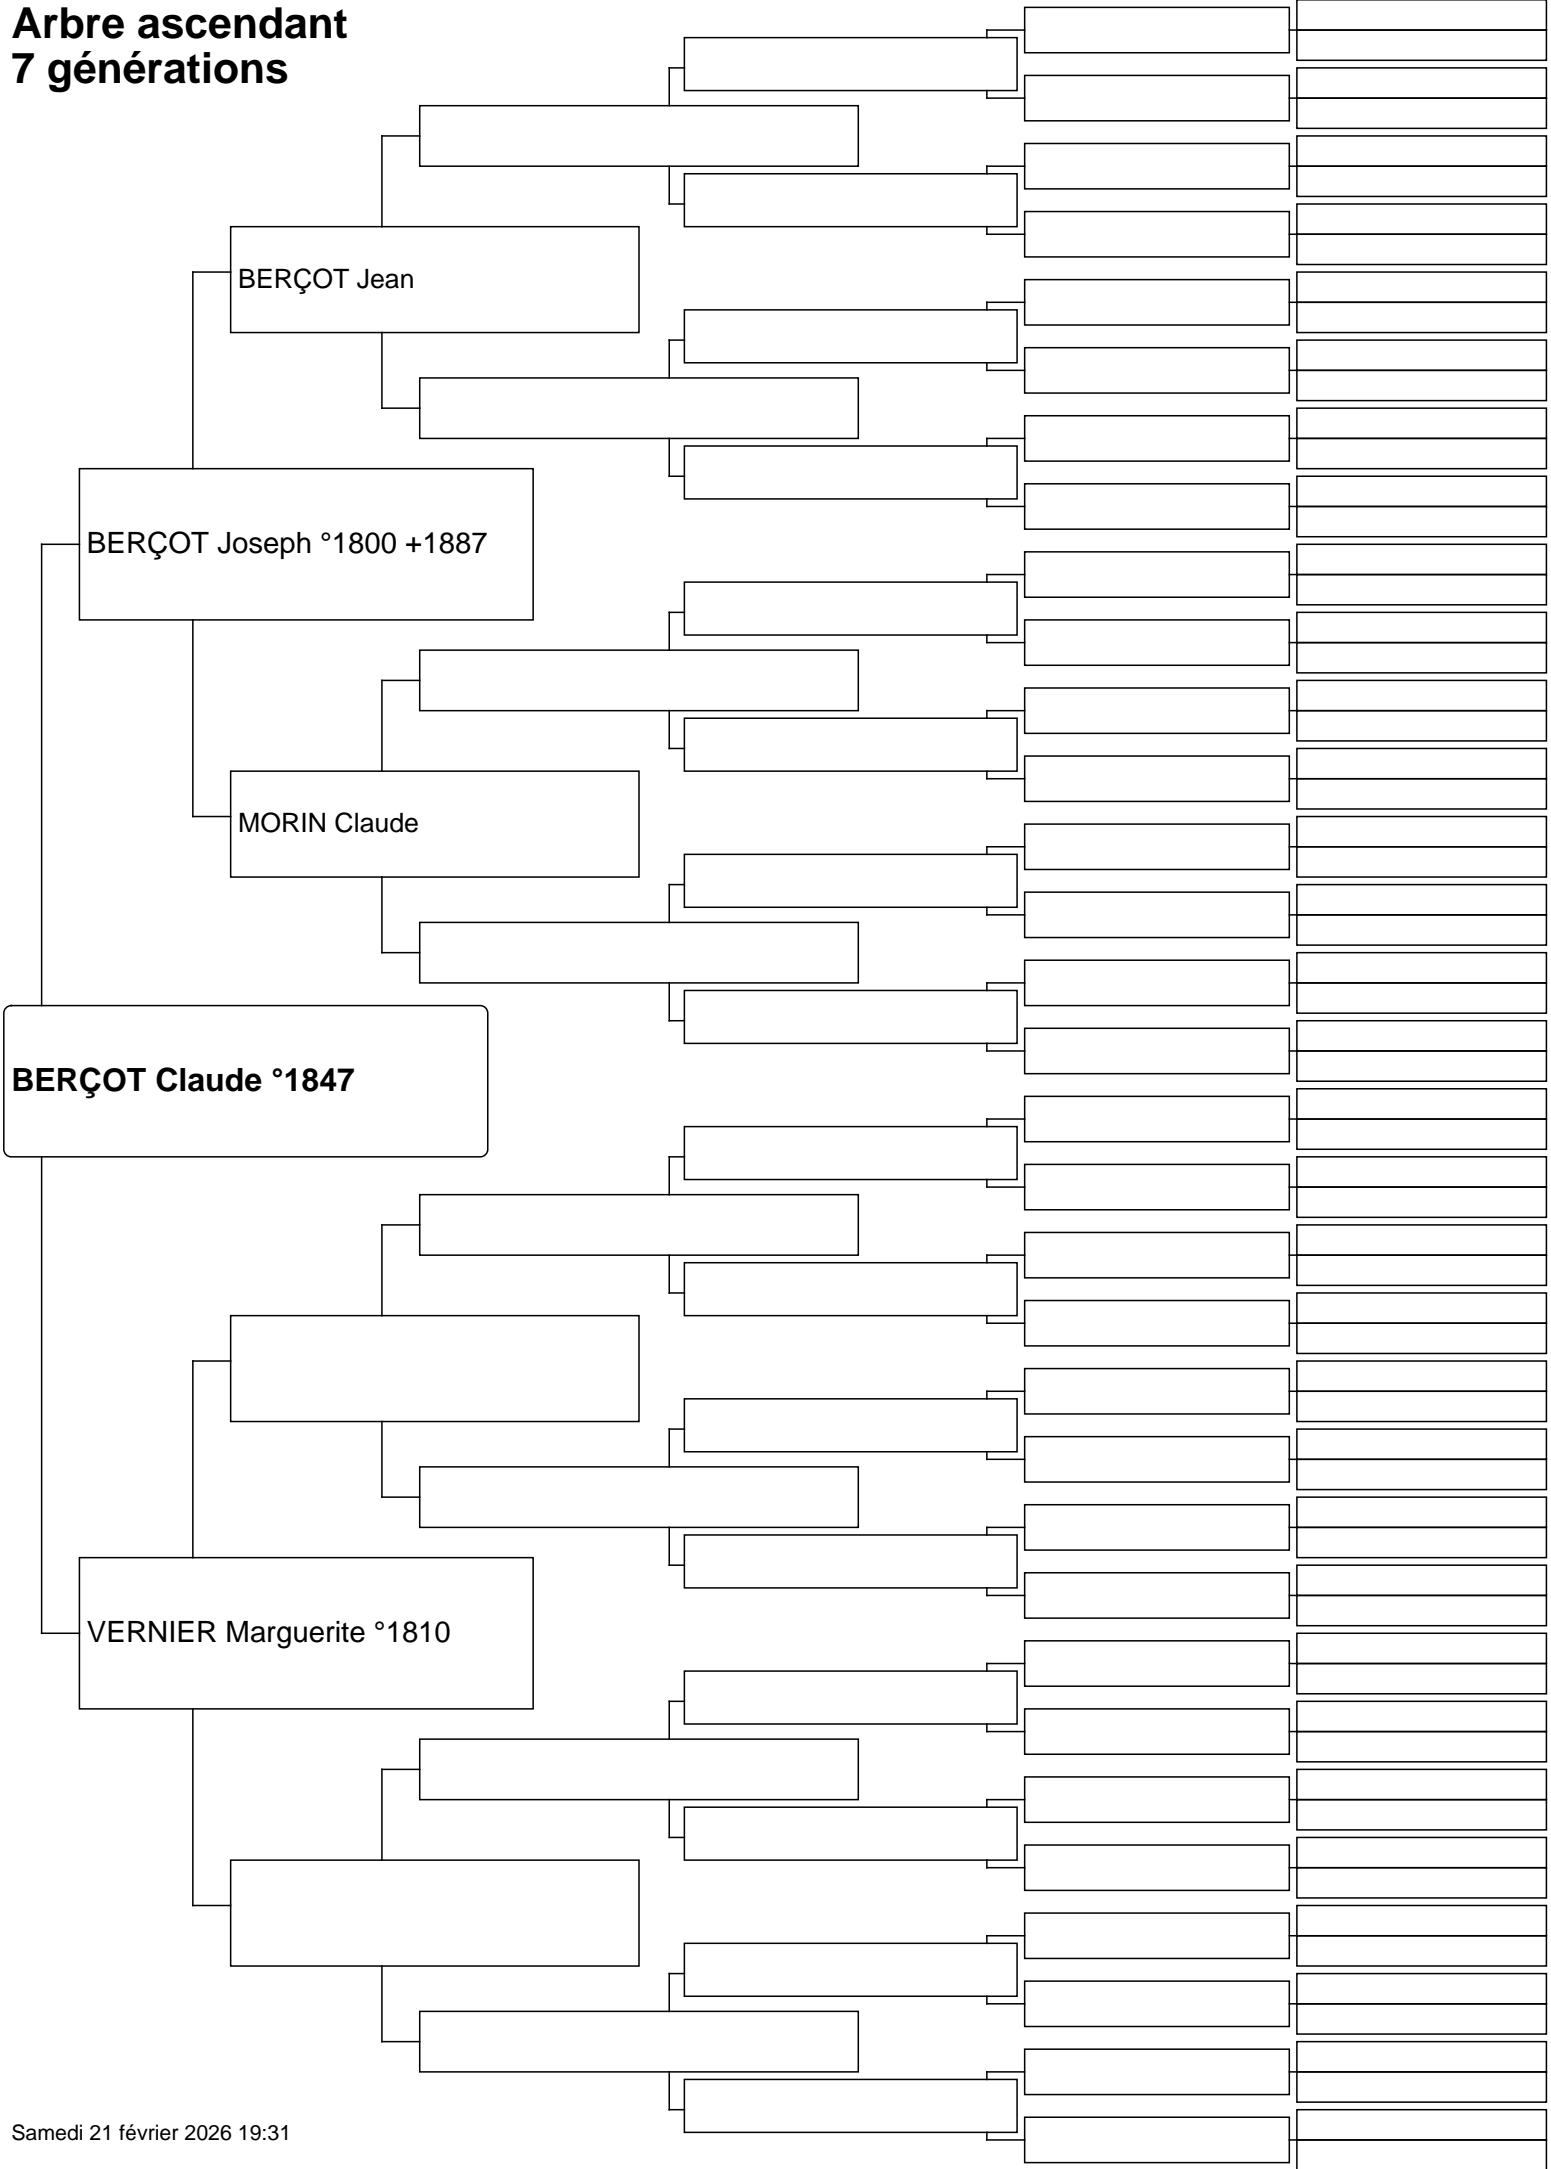 Arbre ascendant
7 générations
BERÇOT Jean
BERÇOT Joseph °1800 +1887
MORIN Claude
BERÇOT Claude °1847
VERNIER Marguerite °1810
Samedi 21 février 2026 19:31